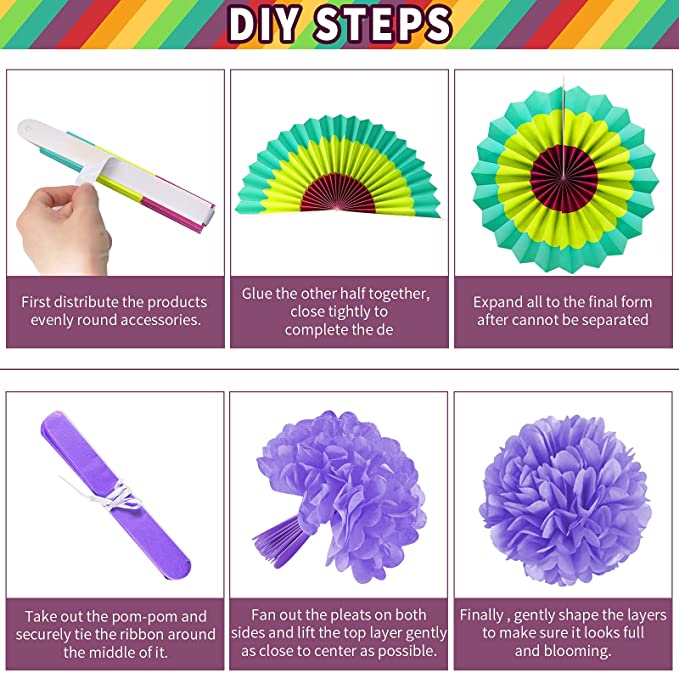 DIY STEPS
First distribute the products
evenly round accessories.
Glue the other half together,
close tightly to
complete the de
Expand all to the final form
after cannot be separated
Take out the pom-pom and
securely tie the ribbon around
the middle of it.
Fan out the pleats on both
sides and lift the top layer gently
as close to center as possible.
Finally , gently shape the layers
to make sure it looks full
and blooming.